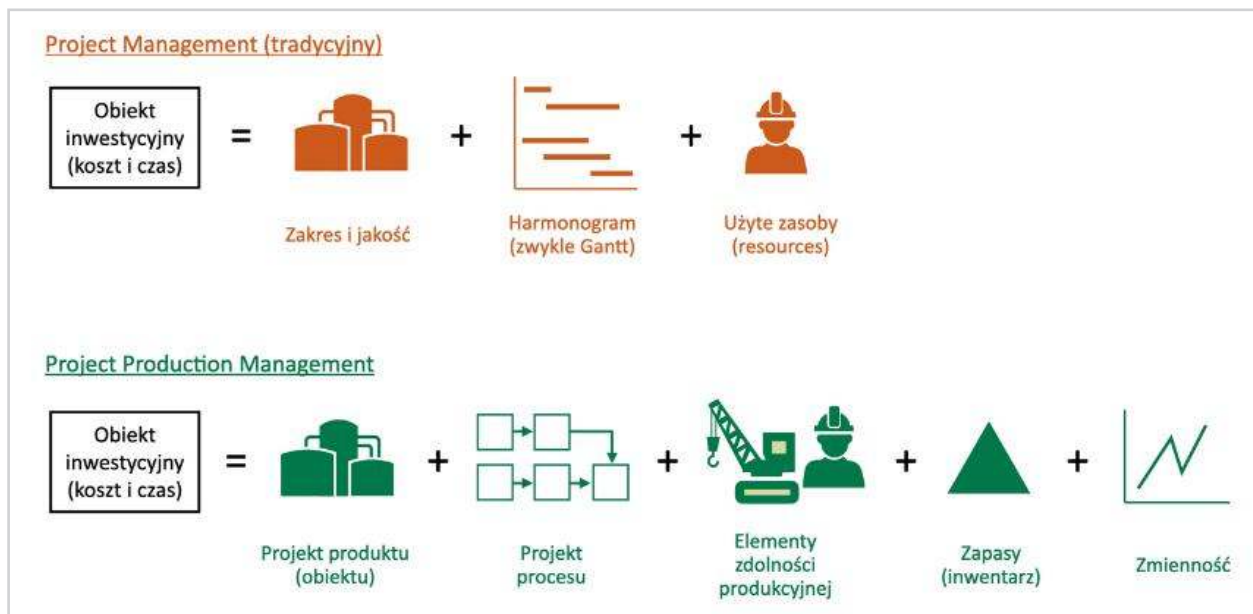 Project Management (tradycyjny)
Obiekt
inwestycyjny
(koszt i czas)
=
+
+
Zakres i jakość
Harmonogram
(zwykle Gantt)
Użyte zasoby
(resources)
Project Production Management
Obiekt
inwestycyjny
(koszt i czas)
=
+
+
+
+
Projekt produktu
(obiektu)
Projekt
procesu
Elementy
zdolności
produkcyjnej
Zapasy
(inwentarz)
Zmienność